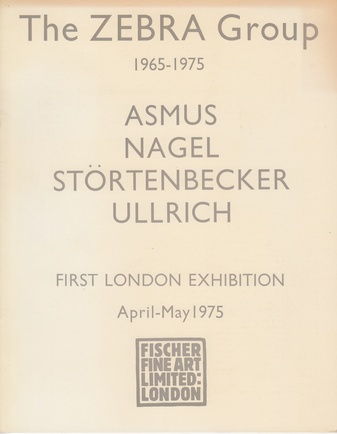 The ZEBRA Group
1965-1975
ASMUS
NAGEL
STÖRTENBECKER
ULLRICH
FIRST LONDON EXHIBITION
April-May 1975
FISCHER
FINE ART
LIMITED:
LONDON